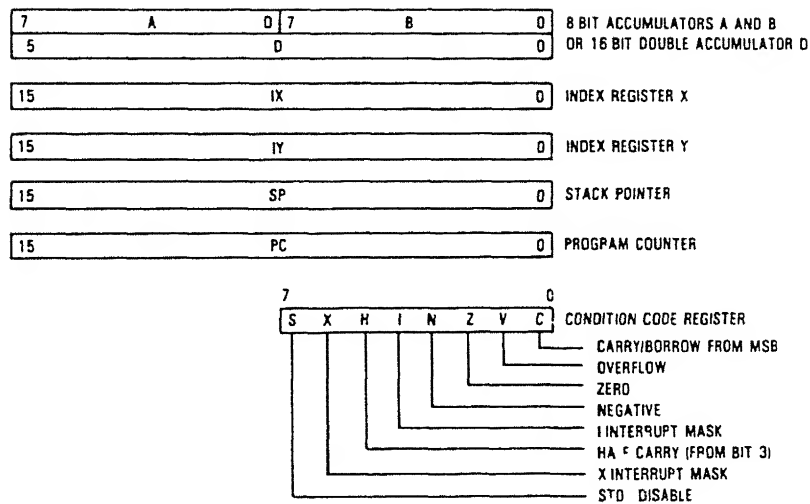 7 A 0 7 B 0 8 BIT ACCUMULATORS A AND B
5 D 0 OR 16 BIT DOUBLE ACCUMULATOR D
15 IX 0 INDEX REGISTER X
15 IY 0 INDEX REGISTER Y
15 SP 0 STACK POINTER
15 PC 0 PROGPAM COUNTER
7 0
S X H I N Z V C CONDITION CODE REGISTER
CARRY/BORROW FROM MSB
OVERFLOW
ZERO
NEGATIVE
I INTERRUPT MASK
CARRY (FPOM BIT 3)
X INTERRUPT MASK
DISABLE